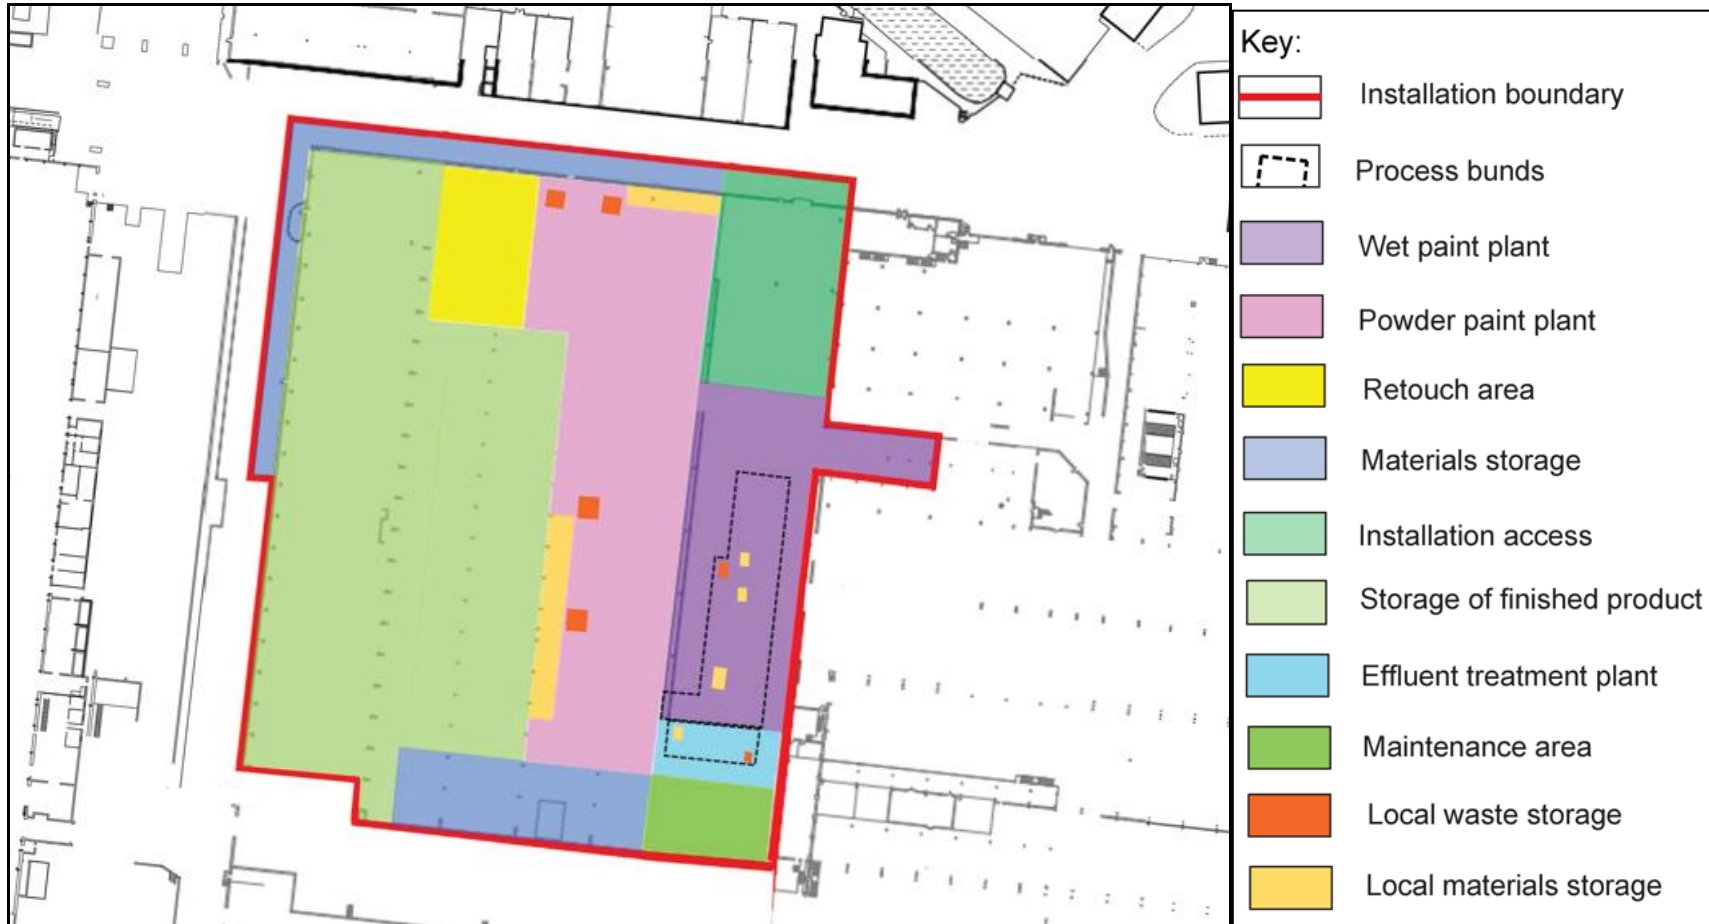 Key:
Installation boundary
Process bunds
Wet paint plant
Powder paint plant
Retouch area
Materials storage
Installation access
Storage of finished product
Effluent treatment plant
Maintenance area
Local waste storage
Local materials storage